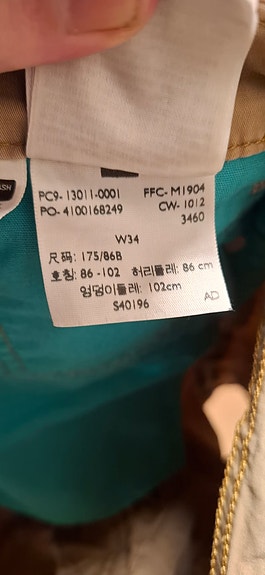 PC9- 13011-0001 FFC- M1904
PO- 4100168249 CW- 1012
3460
W34
尺码: 175/86B
호칭: 86 -102 허리둘레: 86 cm
엉덩이둘레: 102cm
S40196 AD